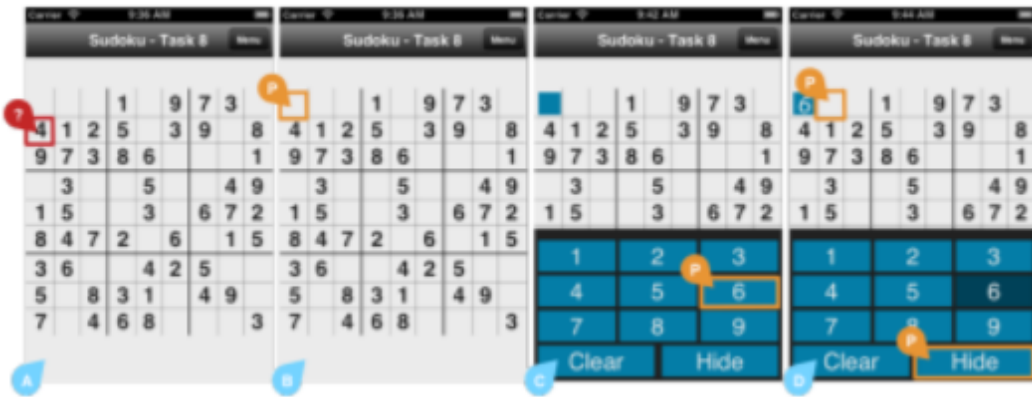 Carrier 9:36 AM
Sudoku - Task 8 Menu
?
1 9 7 3
4 1 2 5 3 9 8
9 7 3 8 6 1
3 5 4 9
1 5 3 6 7 2
8 4 7 2 6 1 5
3 6 4 2 5
5 8 3 1 4 9
7 4 6 8 3
A
Carrier 9:36 AM
Sudoku - Task 8 Menu
P
1 9 7 3
4 1 2 5 3 9 8
9 7 3 8 6 1
3 5 4 9
1 5 3 6 7 2
8 4 7 2 6 1 5
3 6 4 2 5
5 8 3 1 4 9
7 4 6 8 3
B
Carrier 9:42 AM
Sudoku - Task 8 Menu
1 9 7 3
4 1 2 5 3 9 8
9 7 3 8 6 1
3 5 4 9
1 5 3 6 7 2
1 2 3
P
4 5 6
7 8 9
Clear Hide
C
Carrier 9:44 AM
Sudoku - Task 8 Menu
P
6 1 9 7 3
4 1 2 5 3 9 8
9 7 3 8 6 1
3 5 4 9
1 5 3 6 7 2
1 2 3
4 5 6
7 8 9
P
Clear Hide
D